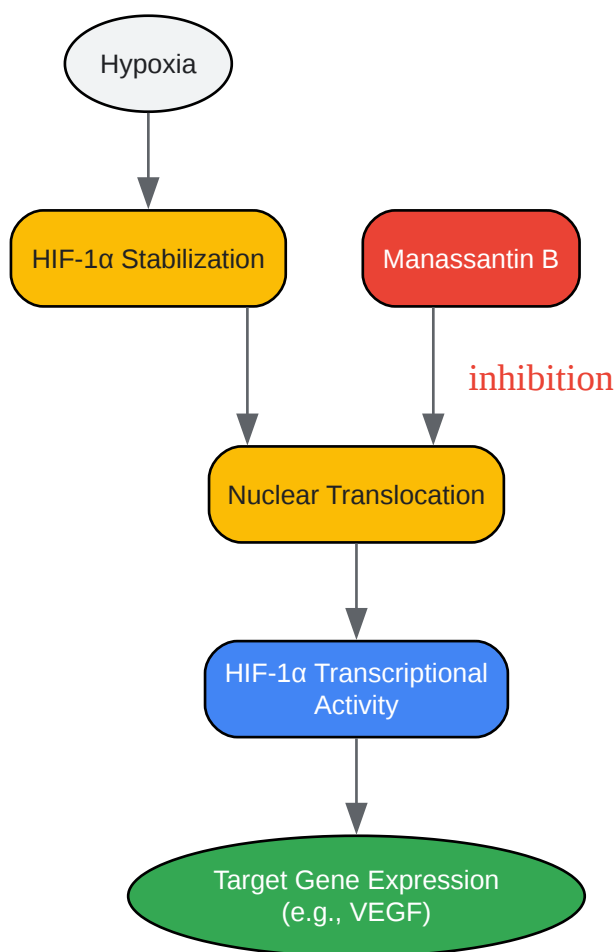 Hypoxia
HIF-1α Stabilization
Manassantin B
inhibition
Nuclear Translocation
HIF-1α Transcriptional
Activity
Target Gene Expression
(e.g., VEGF)